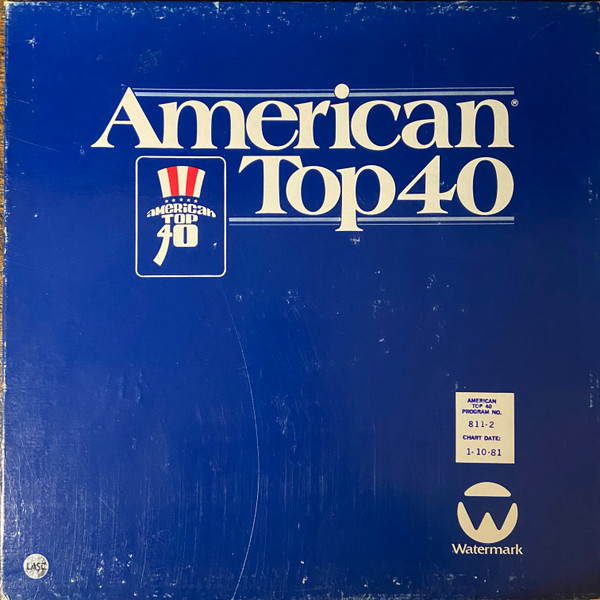 American®
Top 40
AMERICAN
TOP
40
AMERICAN
TOP 40
PROGRAM NO.
811-2
CHART DATE:
1-10-81
W
Watermark
LASC